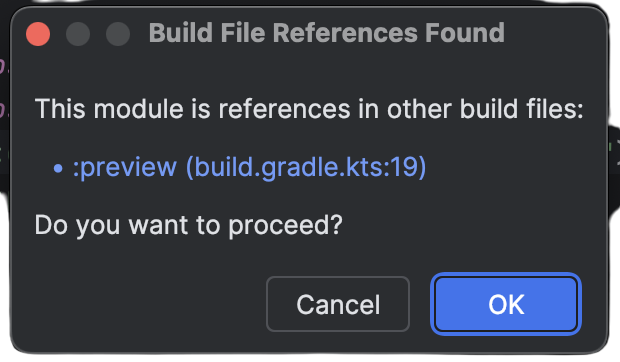 Build File References Found
This module is references in other build files:
• :preview (build.gradle.kts:19)
Do you want to proceed?
Cancel
OK